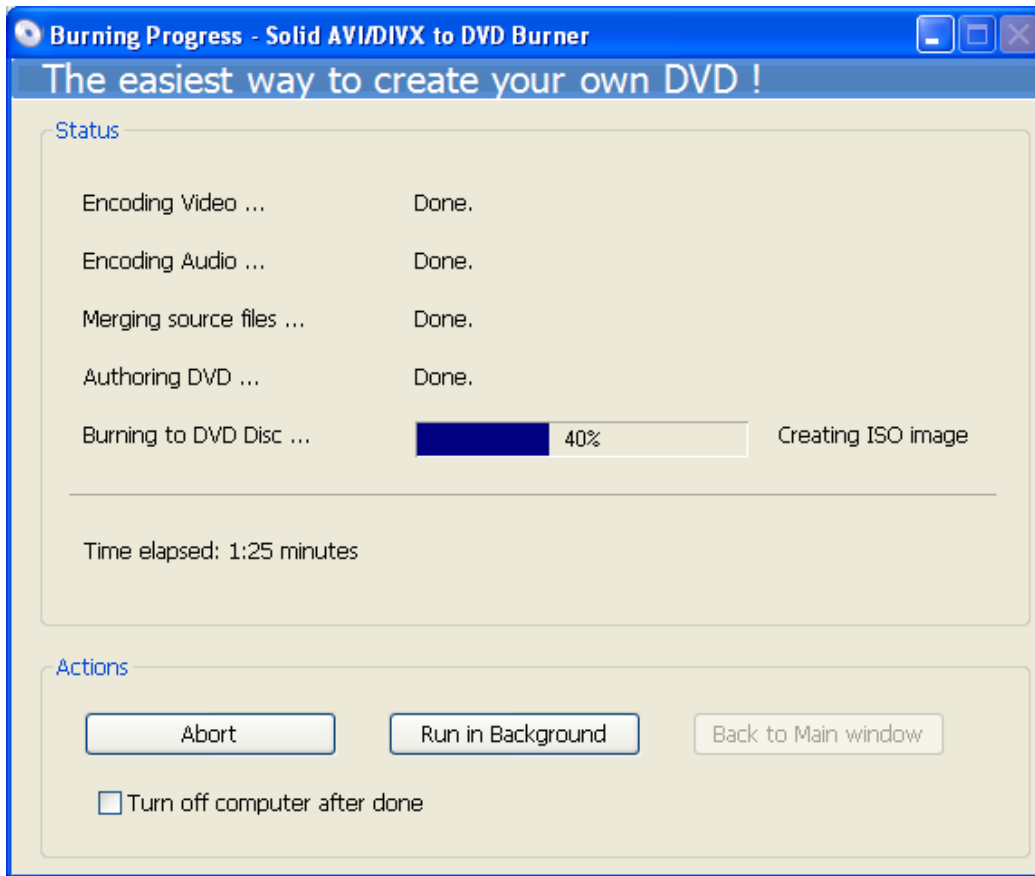 Burning Progress - Solid AVI/DIVX to DVD Burner
The easiest way to create your own DVD !
Status
Encoding Video ... Done.
Encoding Audio ... Done.
Merging source files ... Done.
Authoring DVD ... Done.
Burning to DVD Disc ... 40% Creating ISO image
Time elapsed: 1:25 minutes
Actions
Abort Run in Background Back to Main window
Turn off computer after done